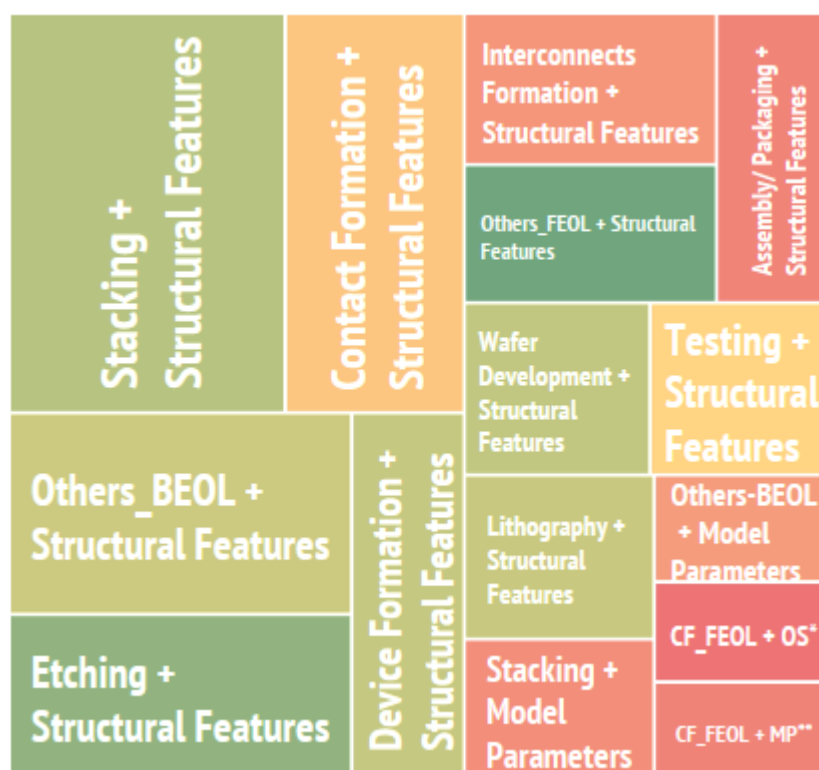 Stacking +
Structural Features
Contact Formation +
Structural Features
Interconnects
Formation +
Structural Features
Assembly/ Packaging +
Structural Features
Others_FEOL + Structural
Features
Wafer
Development +
Structural
Features
Testing +
Structural
Features
Others_BEOL +
Structural Features
Device Formation +
Structural Features
Lithography +
Structural
Features
Others-BEOL
+ Model
Parameters
CF_FEOL + OS*
Etching +
Structural Features
Stacking +
Model
Parameters
CF_FEOL + MP**